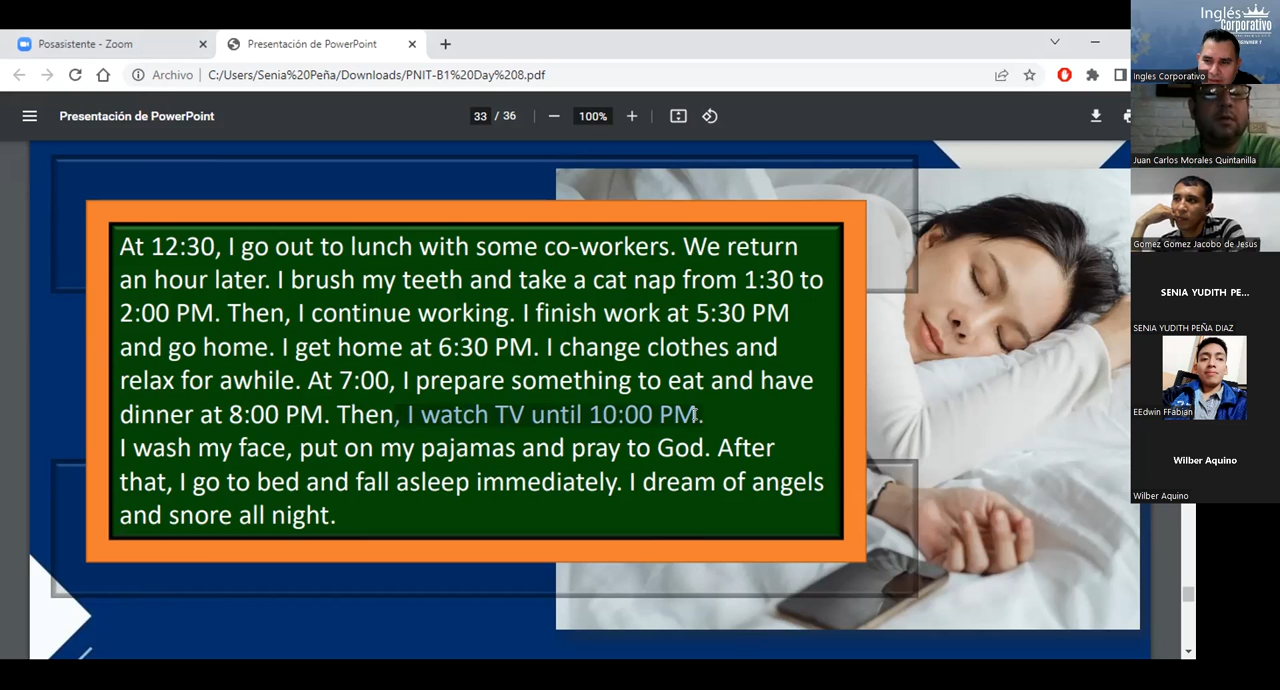 Posasistente - Zoom
Presentación de PowerPoint
Archivo
C:/Users/Senia%20Peña/Downloads/PNIT-B1%20Day%208.pdf
Presentación de PowerPoint
33 / 36
100%
At 12:30, I go out to lunch with some co-workers. We return
an hour later. I brush my teeth and take a cat nap from 1:30 to
2:00 PM. Then, I continue working. I finish work at 5:30 PM
and go home. I get home at 6:30 PM. I change clothes and
relax for awhile. At 7:00, I prepare something to eat and have
dinner at 8:00 PM. Then, I watch TV until 10:00 PM.
I wash my face, put on my pajamas and pray to God. After
that, I go to bed and fall asleep immediately. I dream of angels
and snore all night.
Inglés
Corporativo
Ingles Corporativo
Juan Carlos Morales Quintanilla
Gomez Gomez Jacobo de Jesus
SENIA YUDITH PE...
SENIA YUDITH PEÑA DIAZ
EEdwin FFabian
Wilber Aquino
Wilber Aquino